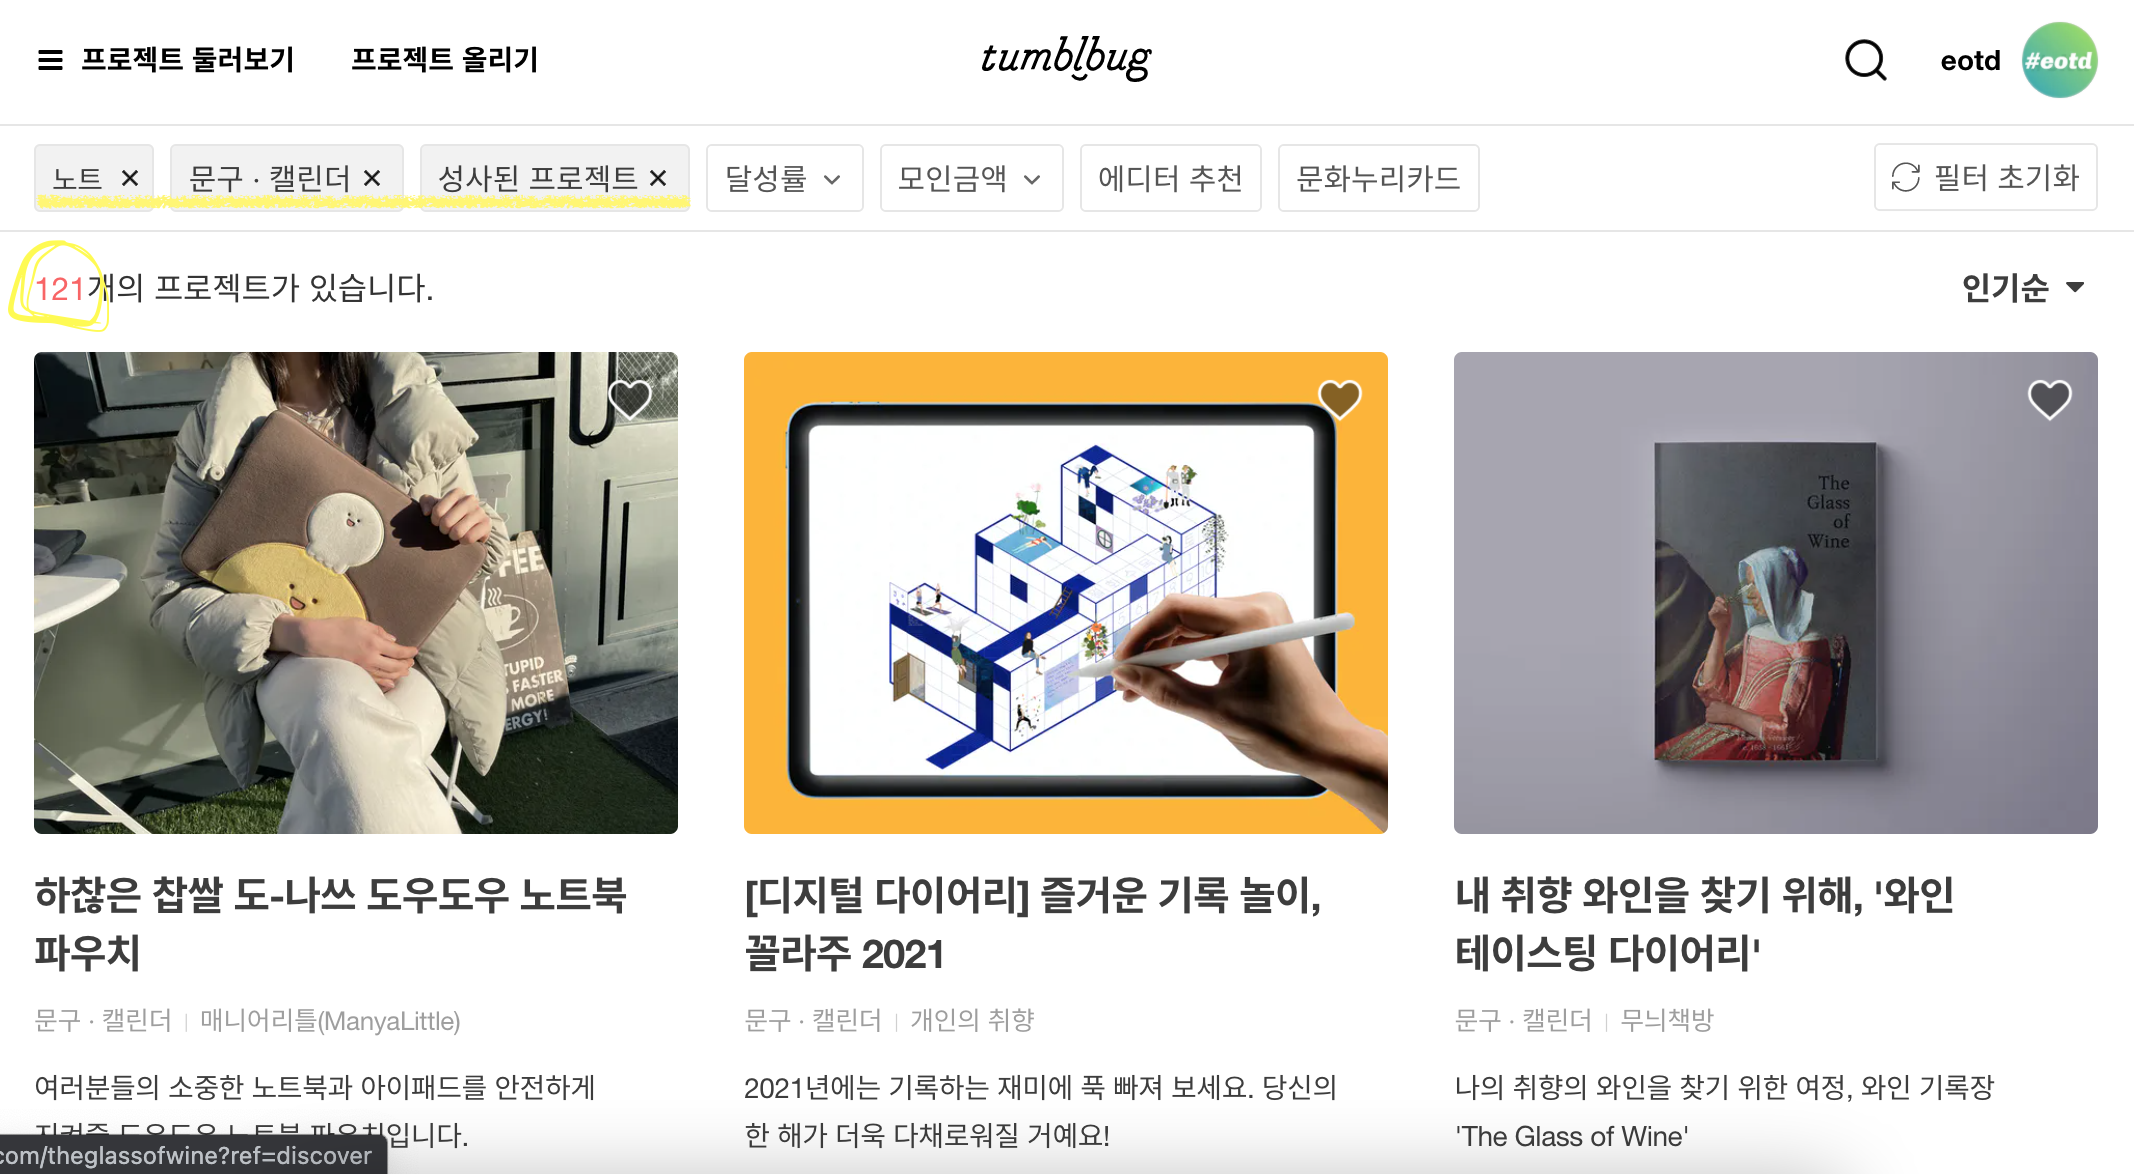 프로젝트 둘러보기 프로젝트 올리기 tumblbug eotd #eotd
노트 × 문구 · 캘린더 × 성사된 프로젝트 × 달성률 모인금액 에디터 추천 문화누리카드 필터 초기화
121개의 프로젝트가 있습니다. 인기순
The
Glass
of
Wine
TUPID
FASTER
MORE
ERGY!
하찮은 찹쌀 도-나쓰 도우도우 노트북
파우치
문구 · 캘린더 | 매니어리틀(ManyaLittle)
여러분들의 소중한 노트북과 아이패드를 안전하게
지켜줄 도우도우 노트북 파우치입니다.
[디지털 다이어리] 즐거운 기록 놀이,
꼴라주 2021
문구 · 캘린더 | 개인의 취향
2021년에는 기록하는 재미에 푹 빠져 보세요. 당신의
한 해가 더욱 다채로워질 거예요!
내 취향 와인을 찾기 위해, '와인
테이스팅 다이어리'
문구 · 캘린더 | 무늬책방
나의 취향의 와인을 찾기 위한 여정, 와인 기록장
'The Glass of Wine'
com/theglassofwine?ref=discover